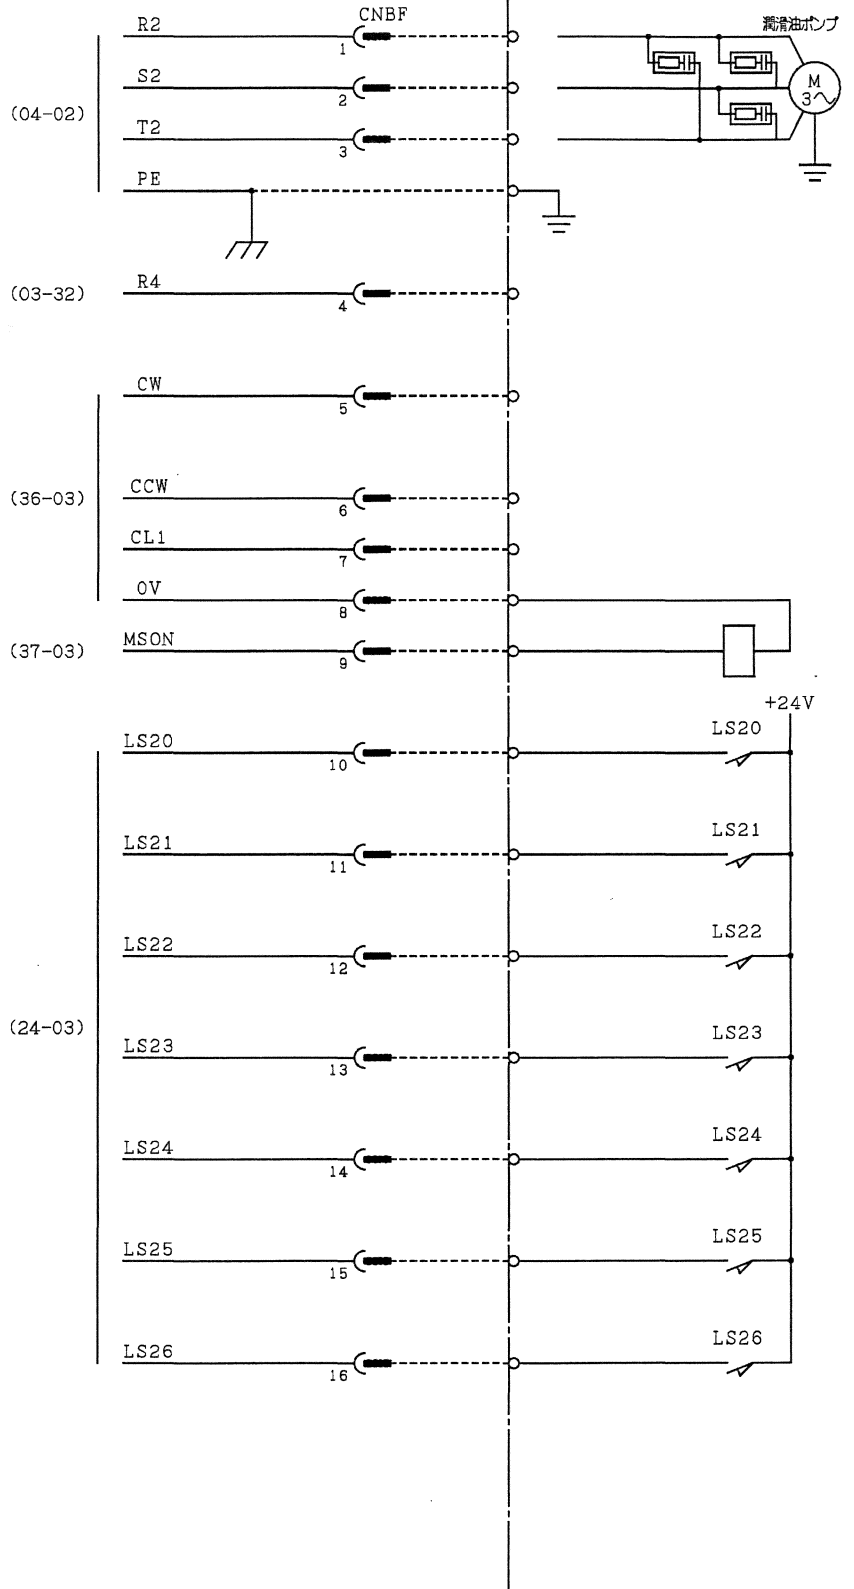 CNBF
R2
1
潤滑油ポンプ
S2
2
M
3
(04-02)
T2
3
PE
R4
(03-32)
4
CW
5
CCW
(36-03)
6
CL1
7
0V
8
MSON
(37-03)
9
+24V
LS20
LS20
10
LS21
LS21
11
LS22
LS22
12
(24-03)
LS23
LS23
13
LS24
LS24
14
LS25
LS25
15
LS26
LS26
16